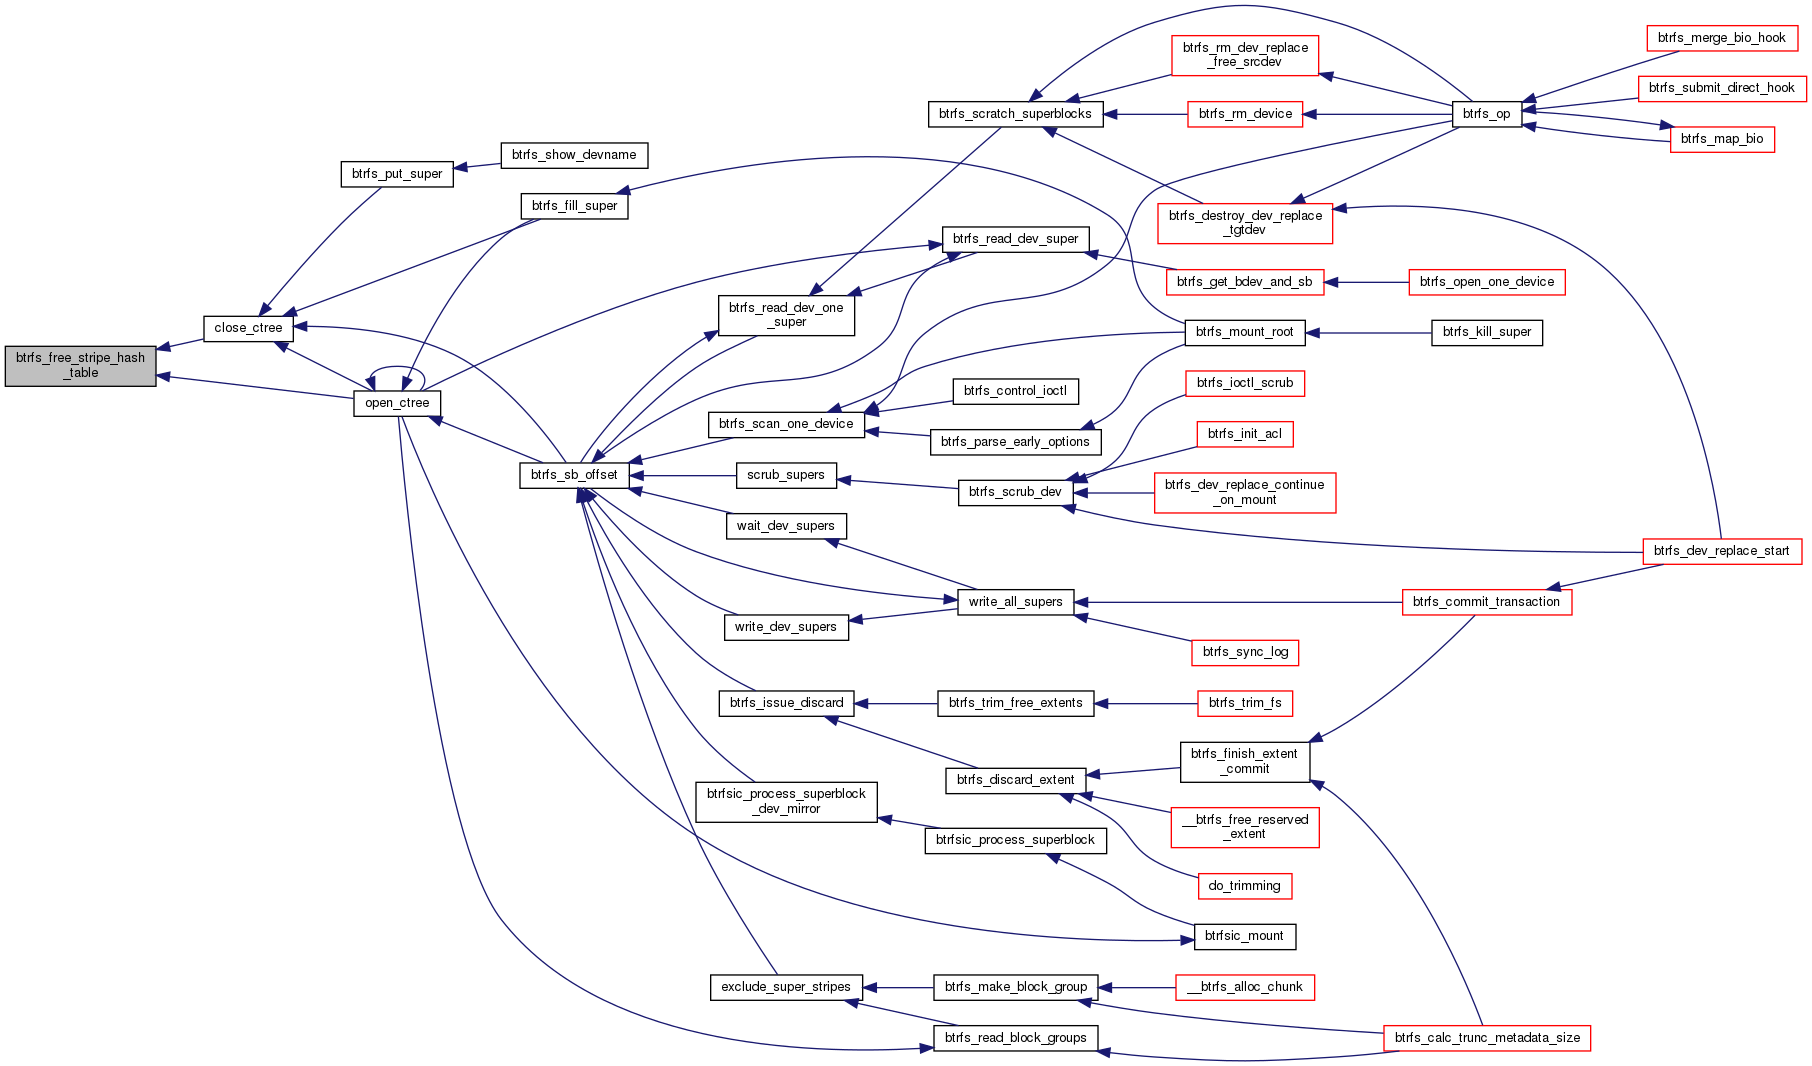 btrfs_merge_bio_hook
btrfs_rm_dev_replace
_free_srcdev
btrfs_submit_direct_hook
btrfs_scratch_superblocks
btrfs_rm_device
btrfs_op
btrfs_map_bio
btrfs_show_devname
btrfs_put_super
btrfs_fill_super
btrfs_destroy_dev_replace
_tgtdev
btrfs_read_dev_super
btrfs_get_bdev_and_sb
btrfs_open_one_device
btrfs_read_dev_one
_super
close_ctree
btrfs_mount_root
btrfs_kill_super
btrfs_free_stripe_hash
_table
btrfs_ioctl_scrub
btrfs_control_ioctl
open_ctree
btrfs_scan_one_device
btrfs_init_acl
btrfs_parse_early_options
btrfs_sb_offset
scrub_supers
btrfs_scrub_dev
btrfs_dev_replace_continue
_on_mount
wait_dev_supers
btrfs_dev_replace_start
write_all_supers
btrfs_commit_transaction
write_dev_supers
btrfs_sync_log
btrfs_issue_discard
btrfs_trim_free_extents
btrfs_trim_fs
btrfs_finish_extent
_commit
btrfs_discard_extent
btrfsic_process_superblock
_dev_mirror
__btrfs_free_reserved
_extent
btrfsic_process_superblock
do_trimming
btrfsic_mount
exclude_super_stripes
btrfs_make_block_group
__btrfs_alloc_chunk
btrfs_read_block_groups
btrfs_calc_trunc_metadata_size